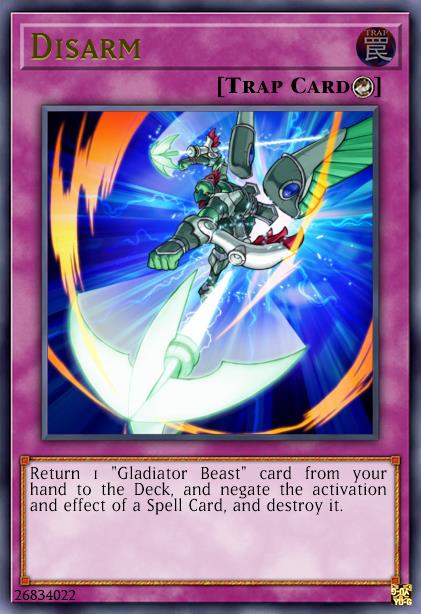 Disarm
TRAP
罠
[Trap Card]
Return 1 "Gladiator Beast" card from your
hand to the Deck, and negate the activation
and effect of a Spell Card, and destroy it.
26834022